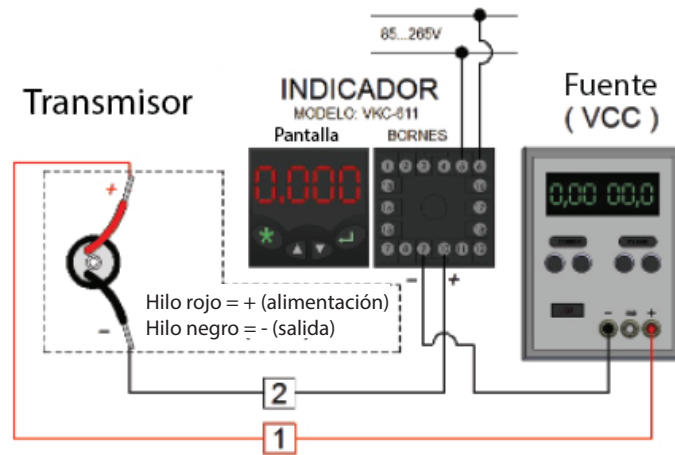 85...265V
Transmisor
INDICADOR
MODELO: VKC-611
Pantalla
BORNES
Fuente
( VCC )
0.000
0,00 00,0
+
-
- +
- +
Hilo rojo = + (alimentación)
Hilo negro = - (salida)
2
1